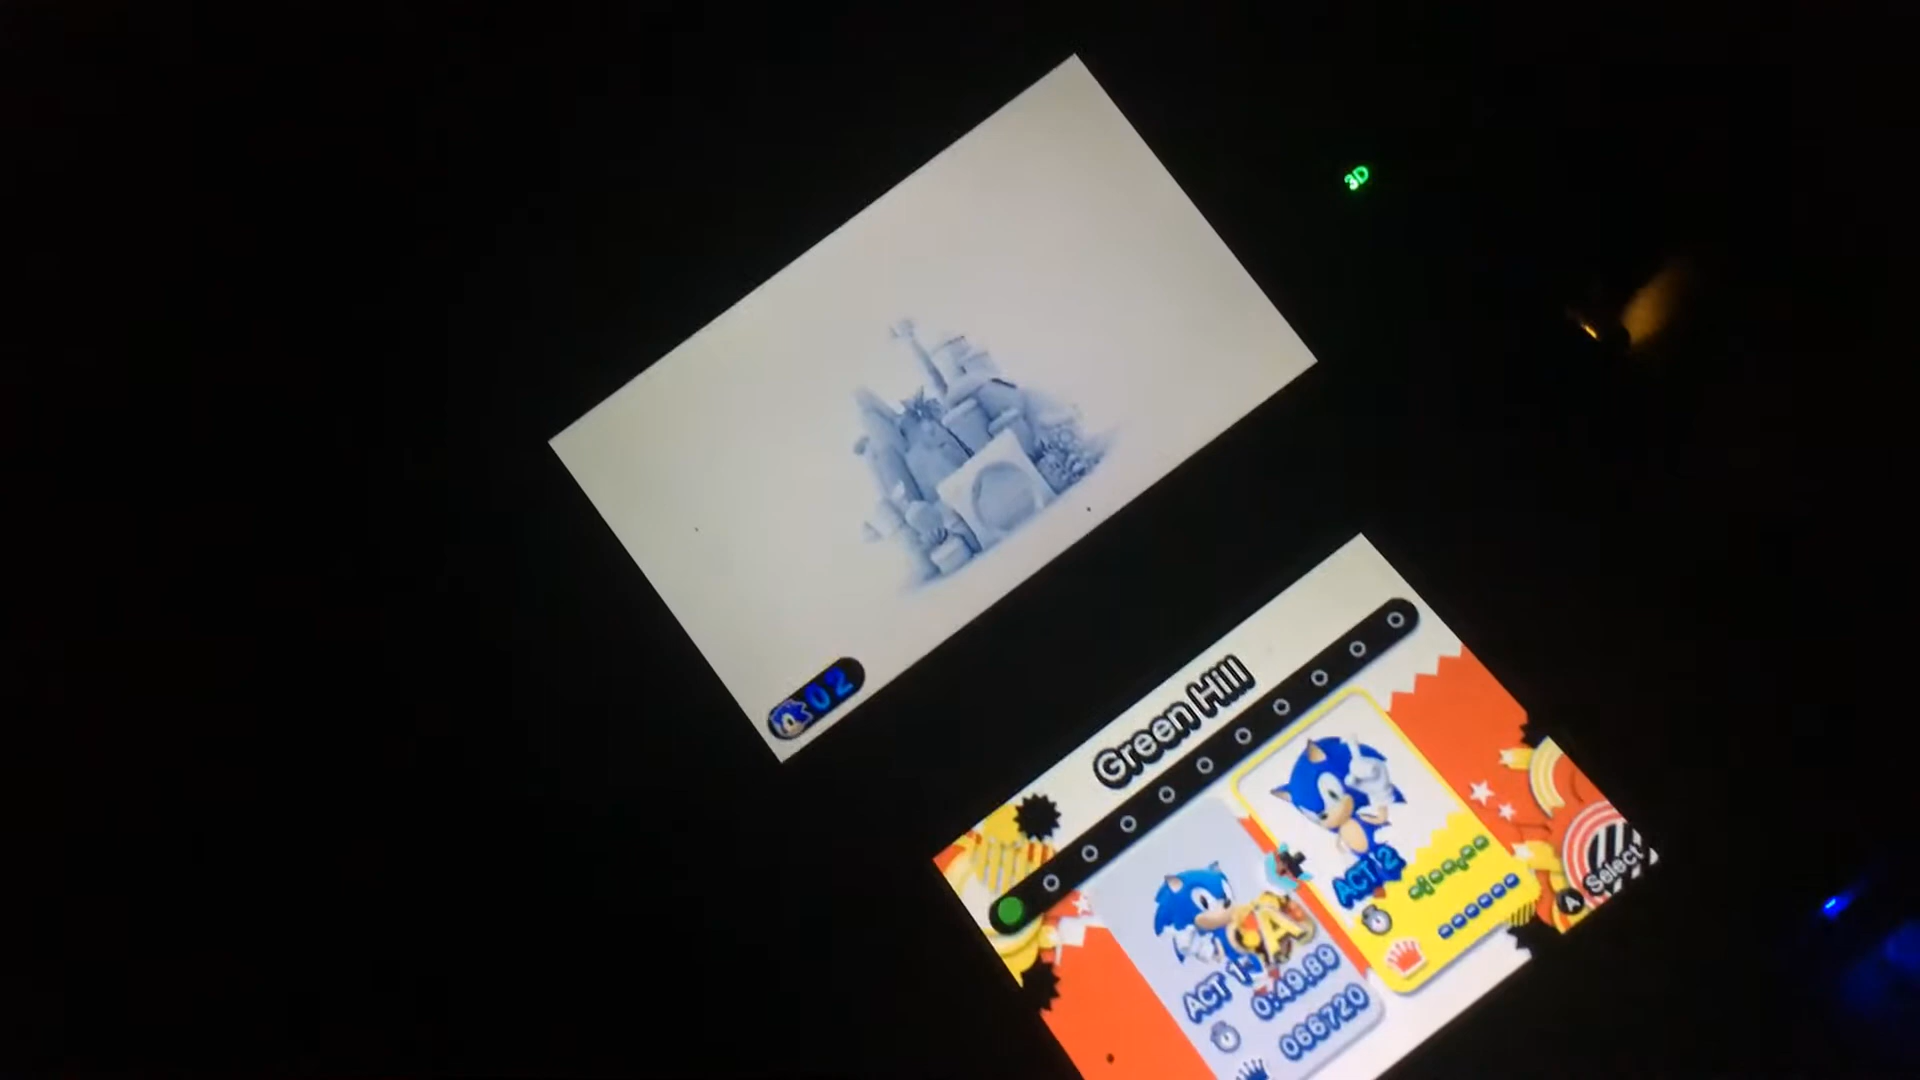 3D
02
Green Hill
ACT 1
A
0:49.89
066720
ACT 2
-:--.--
------
A Select